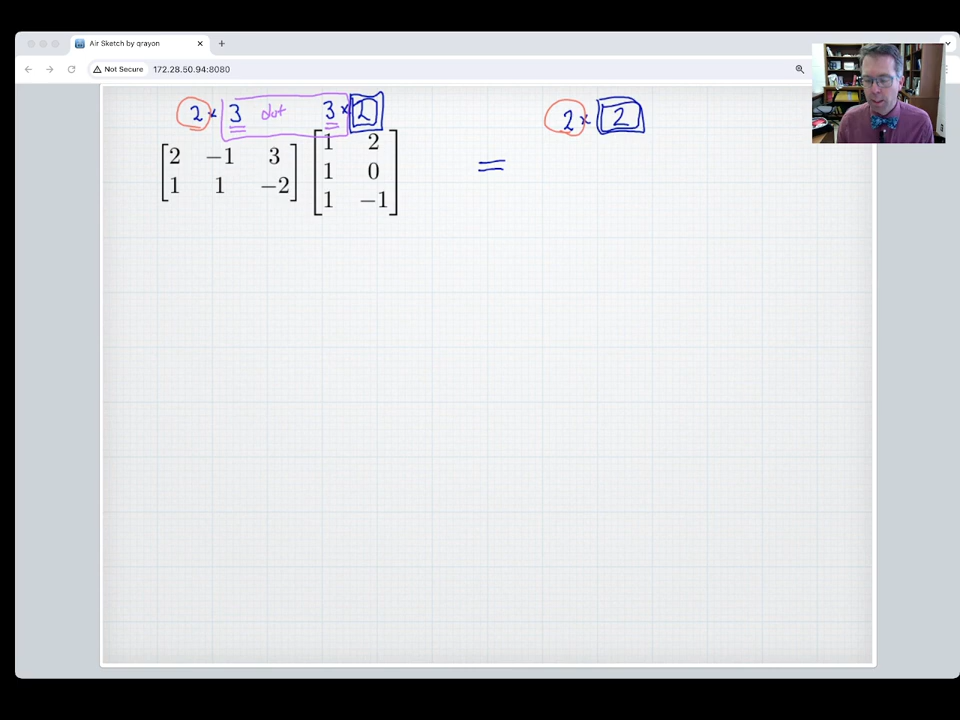 Air Sketch by qrayon
Not Secure 172.28.50.94:8080
2 × 3 dot 3 × 2 2 × 2
[2 −1 3
1 1 −2] [1 2
1 0
1 −1] =